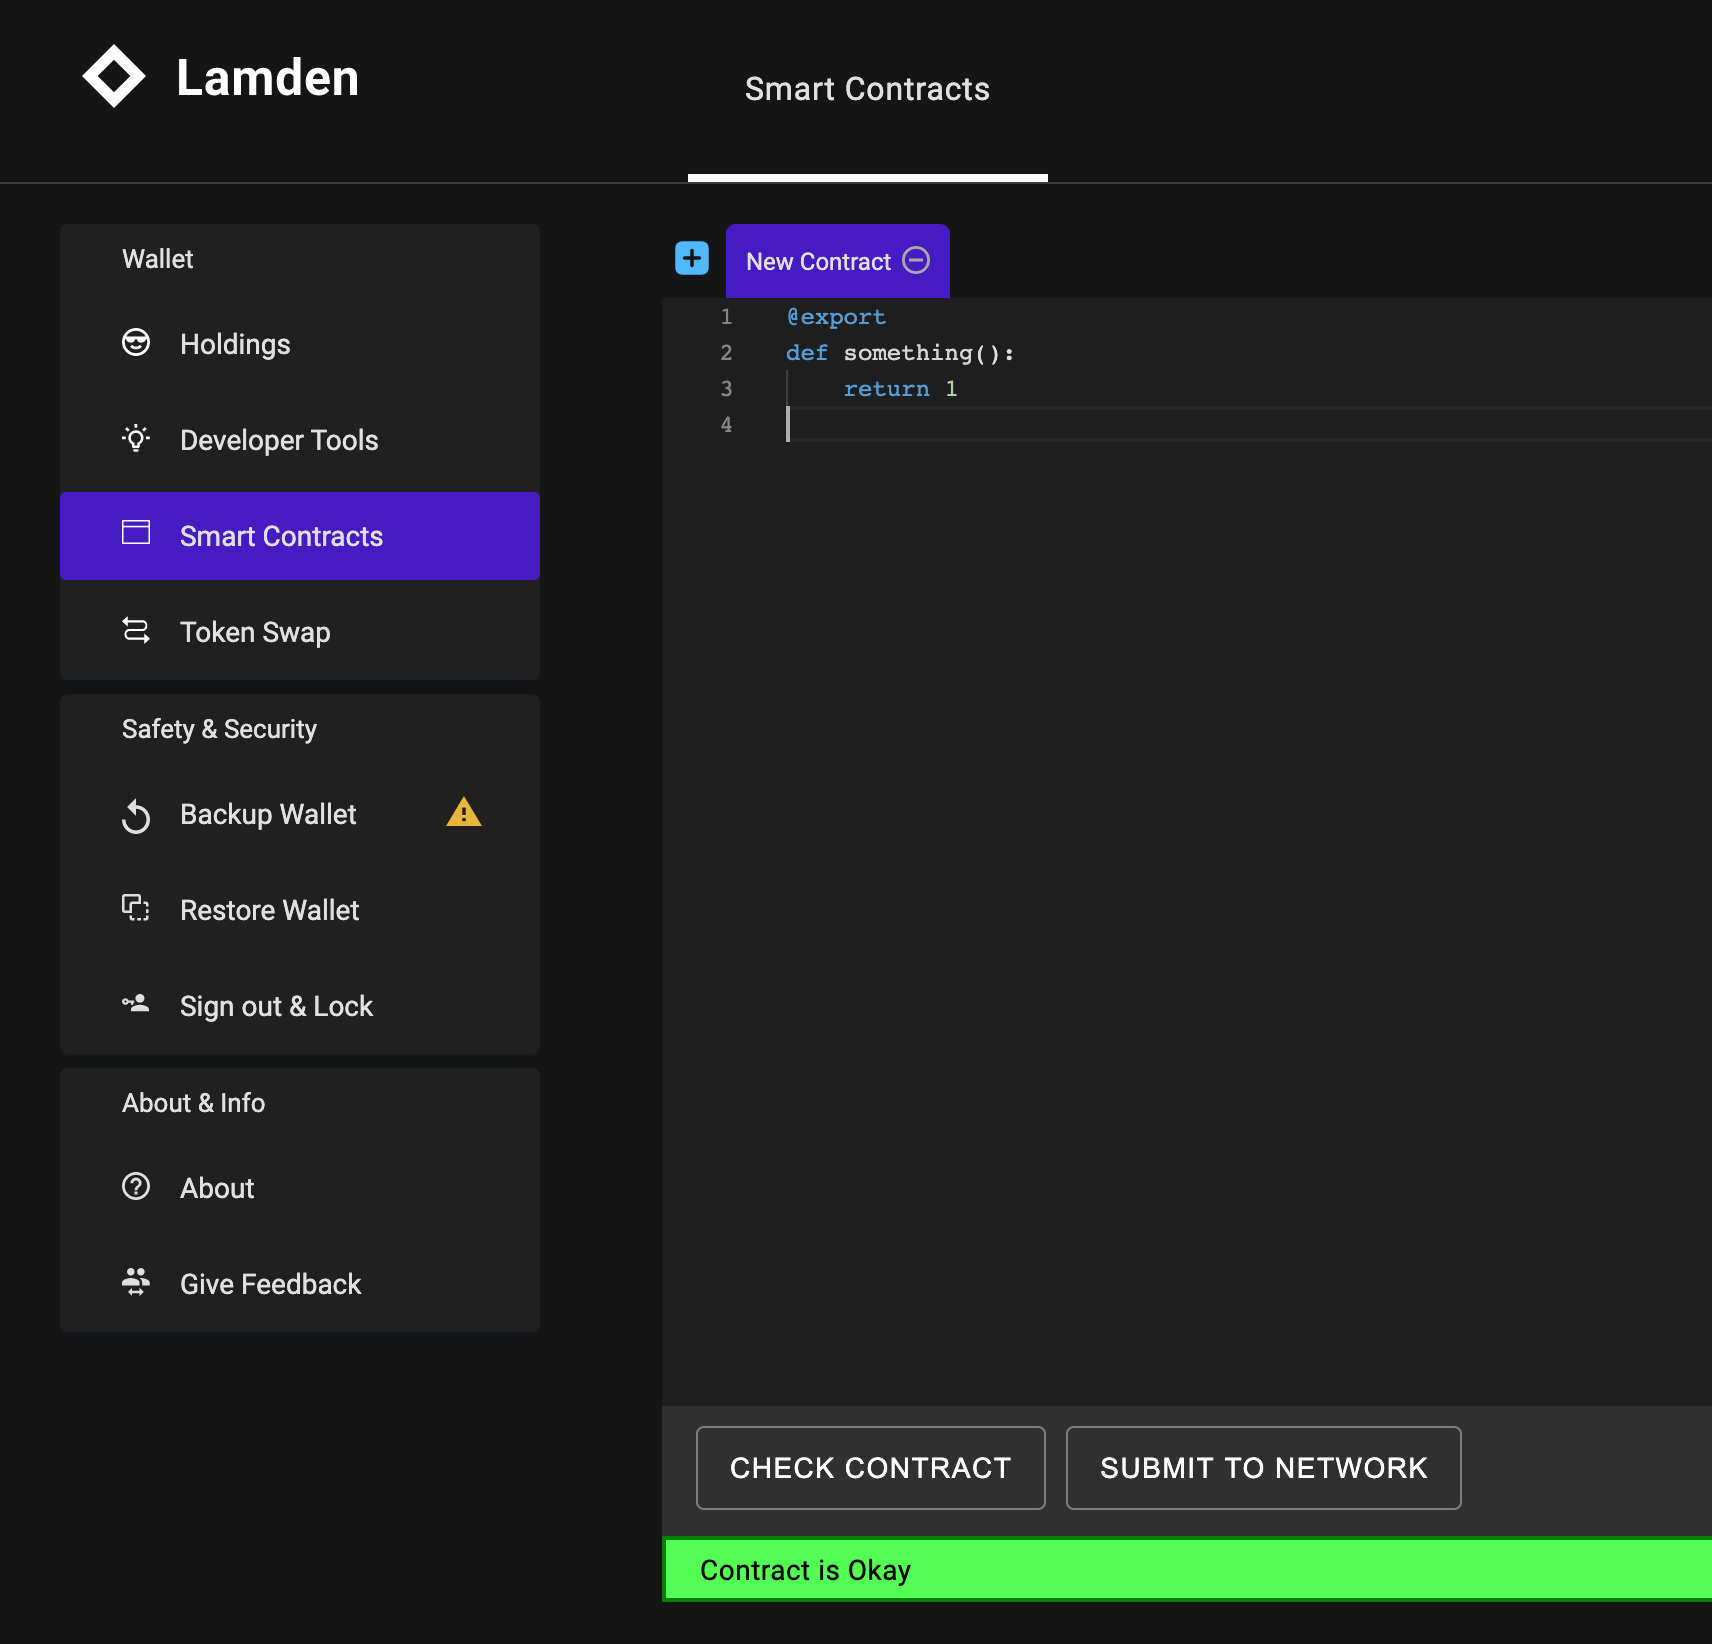 Lamden
Smart Contracts
Wallet
Holdings
Developer Tools
Smart Contracts
Token Swap
Safety & Security
Backup Wallet
Restore Wallet
Sign out & Lock
About & Info
About
Give Feedback
New Contract
1 @export
2 def something():
3 return 1
4
CHECK CONTRACT
SUBMIT TO NETWORK
Contract is Okay